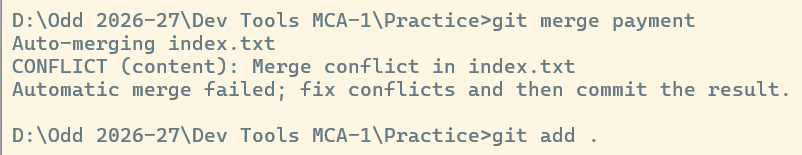 D:\Odd 2026-27\Dev Tools MCA-1\Practice>git merge payment
Auto-merging index.txt
CONFLICT (content): Merge conflict in index.txt
Automatic merge failed; fix conflicts and then commit the result.
D:\Odd 2026-27\Dev Tools MCA-1\Practice>git add .